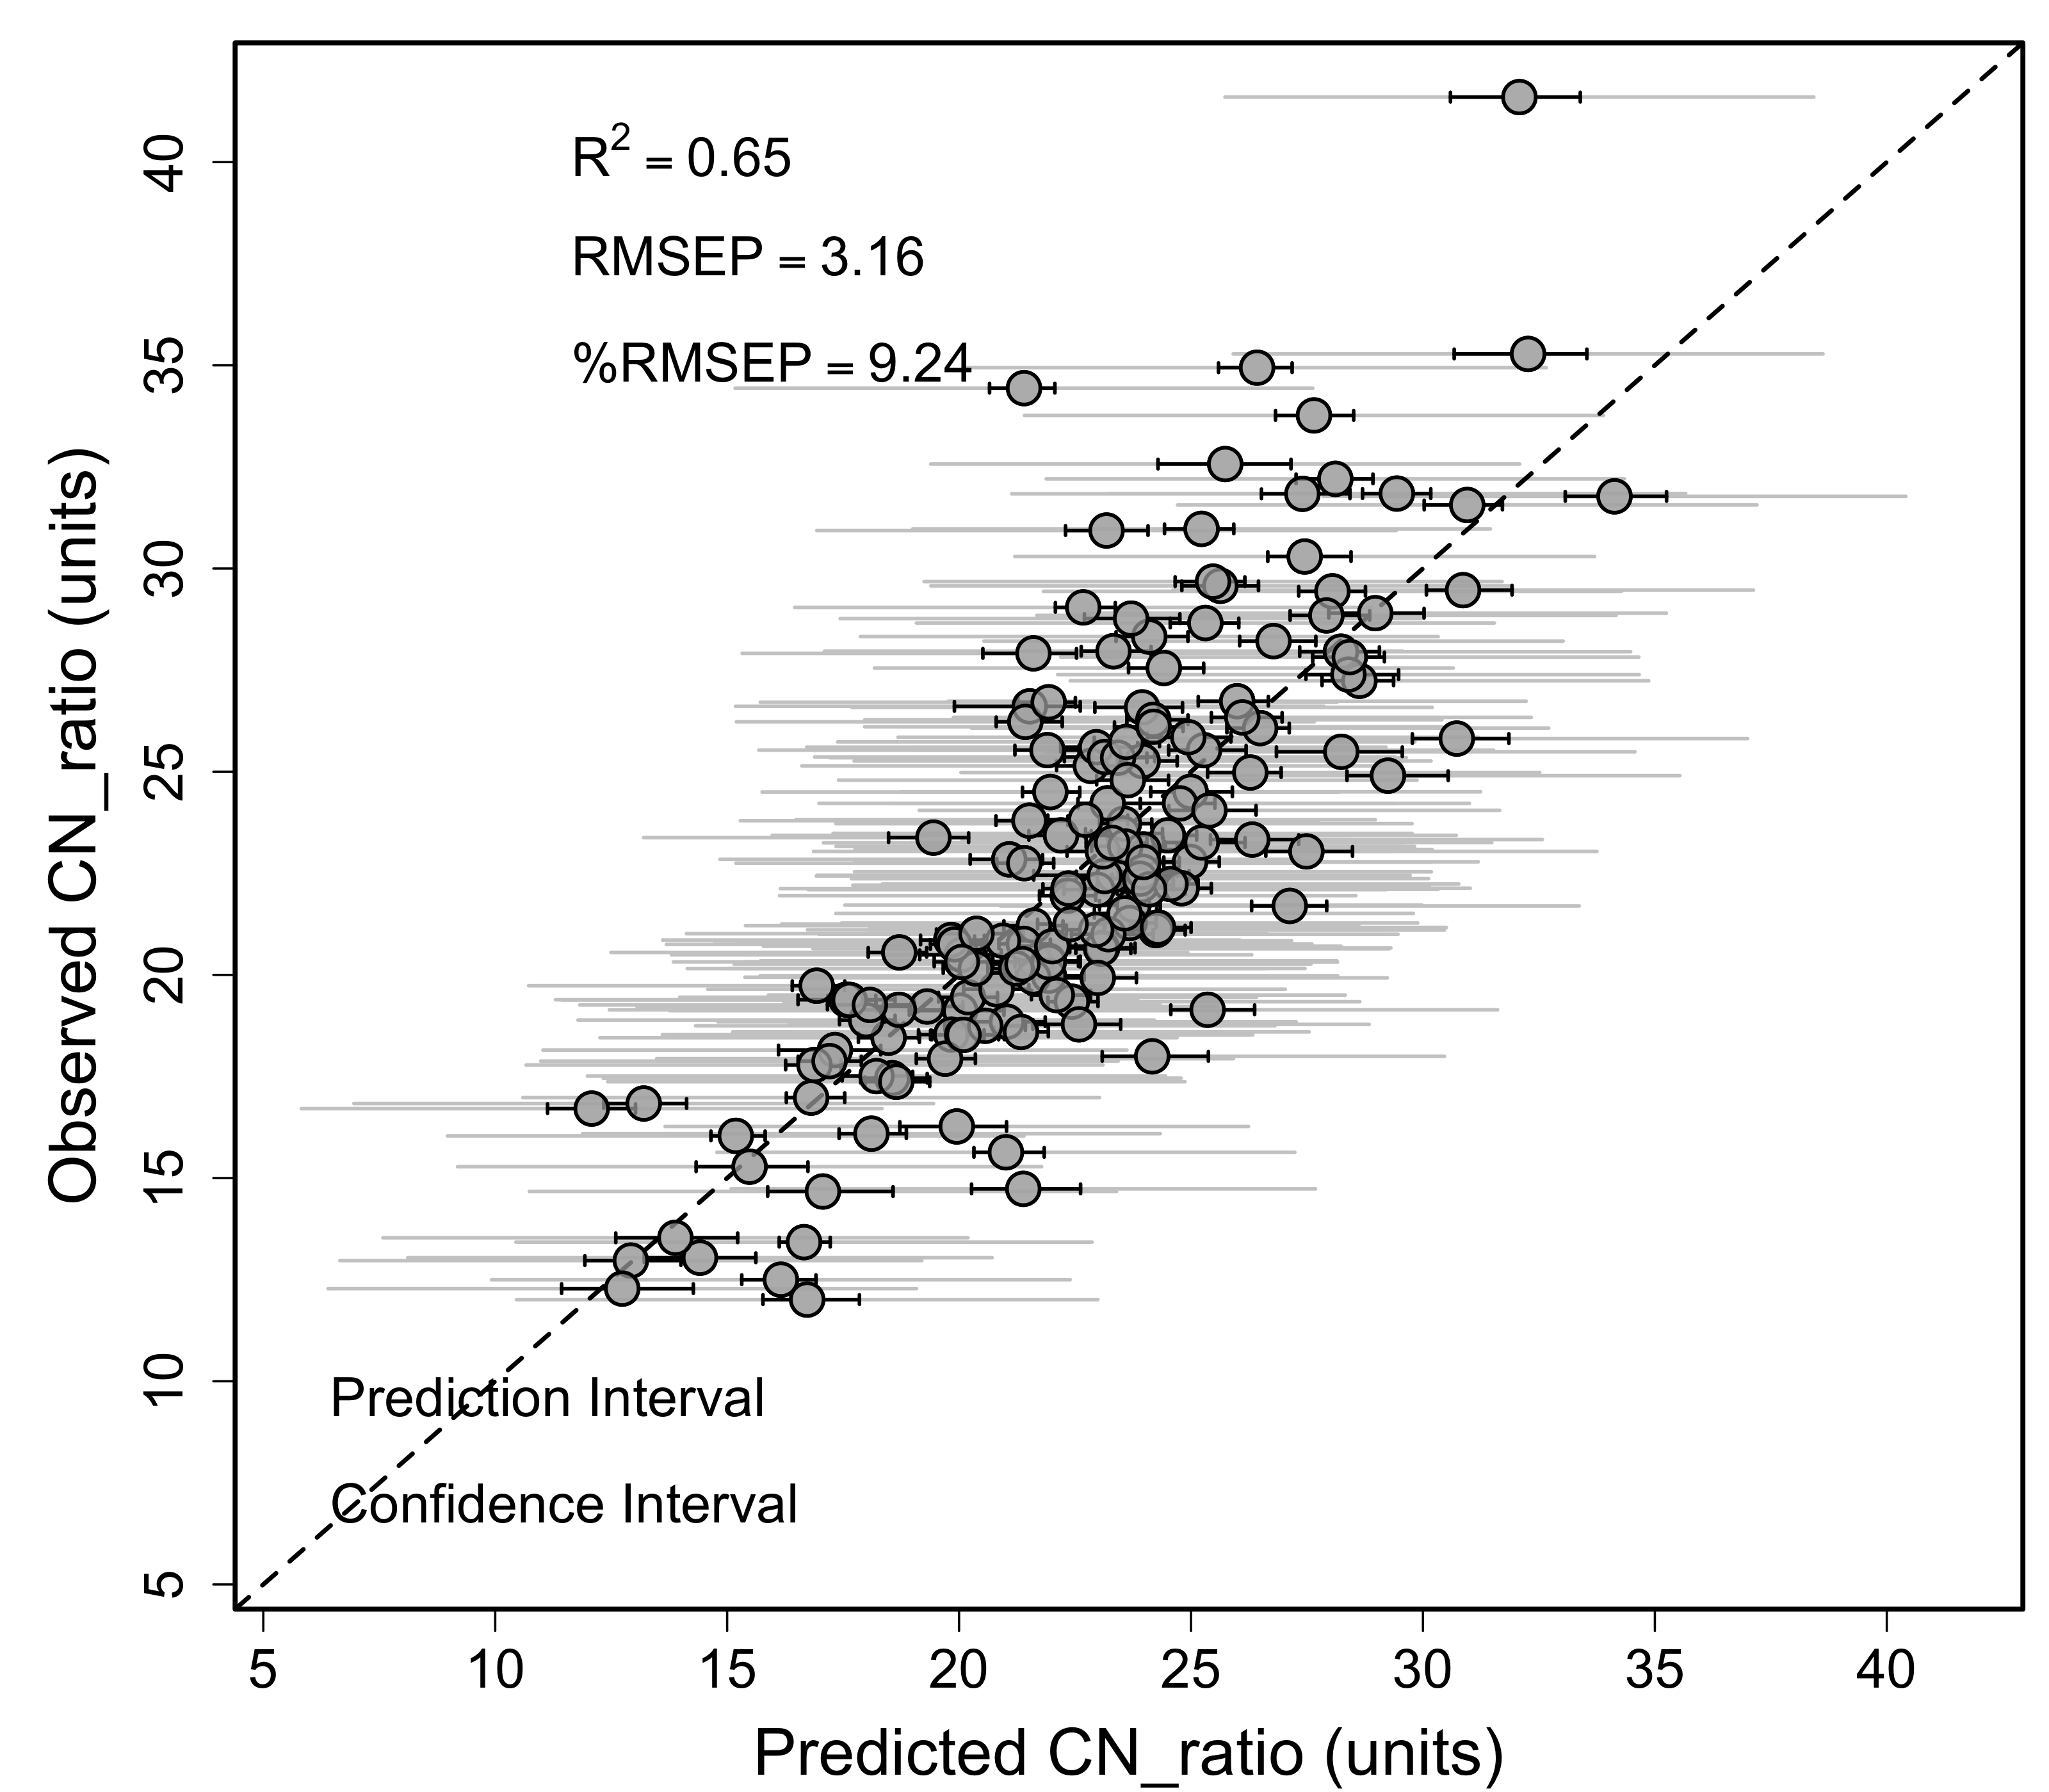 R² = 0.65
RMSEP = 3.16
%RMSEP = 9.24
Observed CN_ratio (units)
40
35
30
25
20
15
10
5
Prediction Interval
Confidence Interval
5 10 15 20 25 30 35 40
Predicted CN_ratio (units)